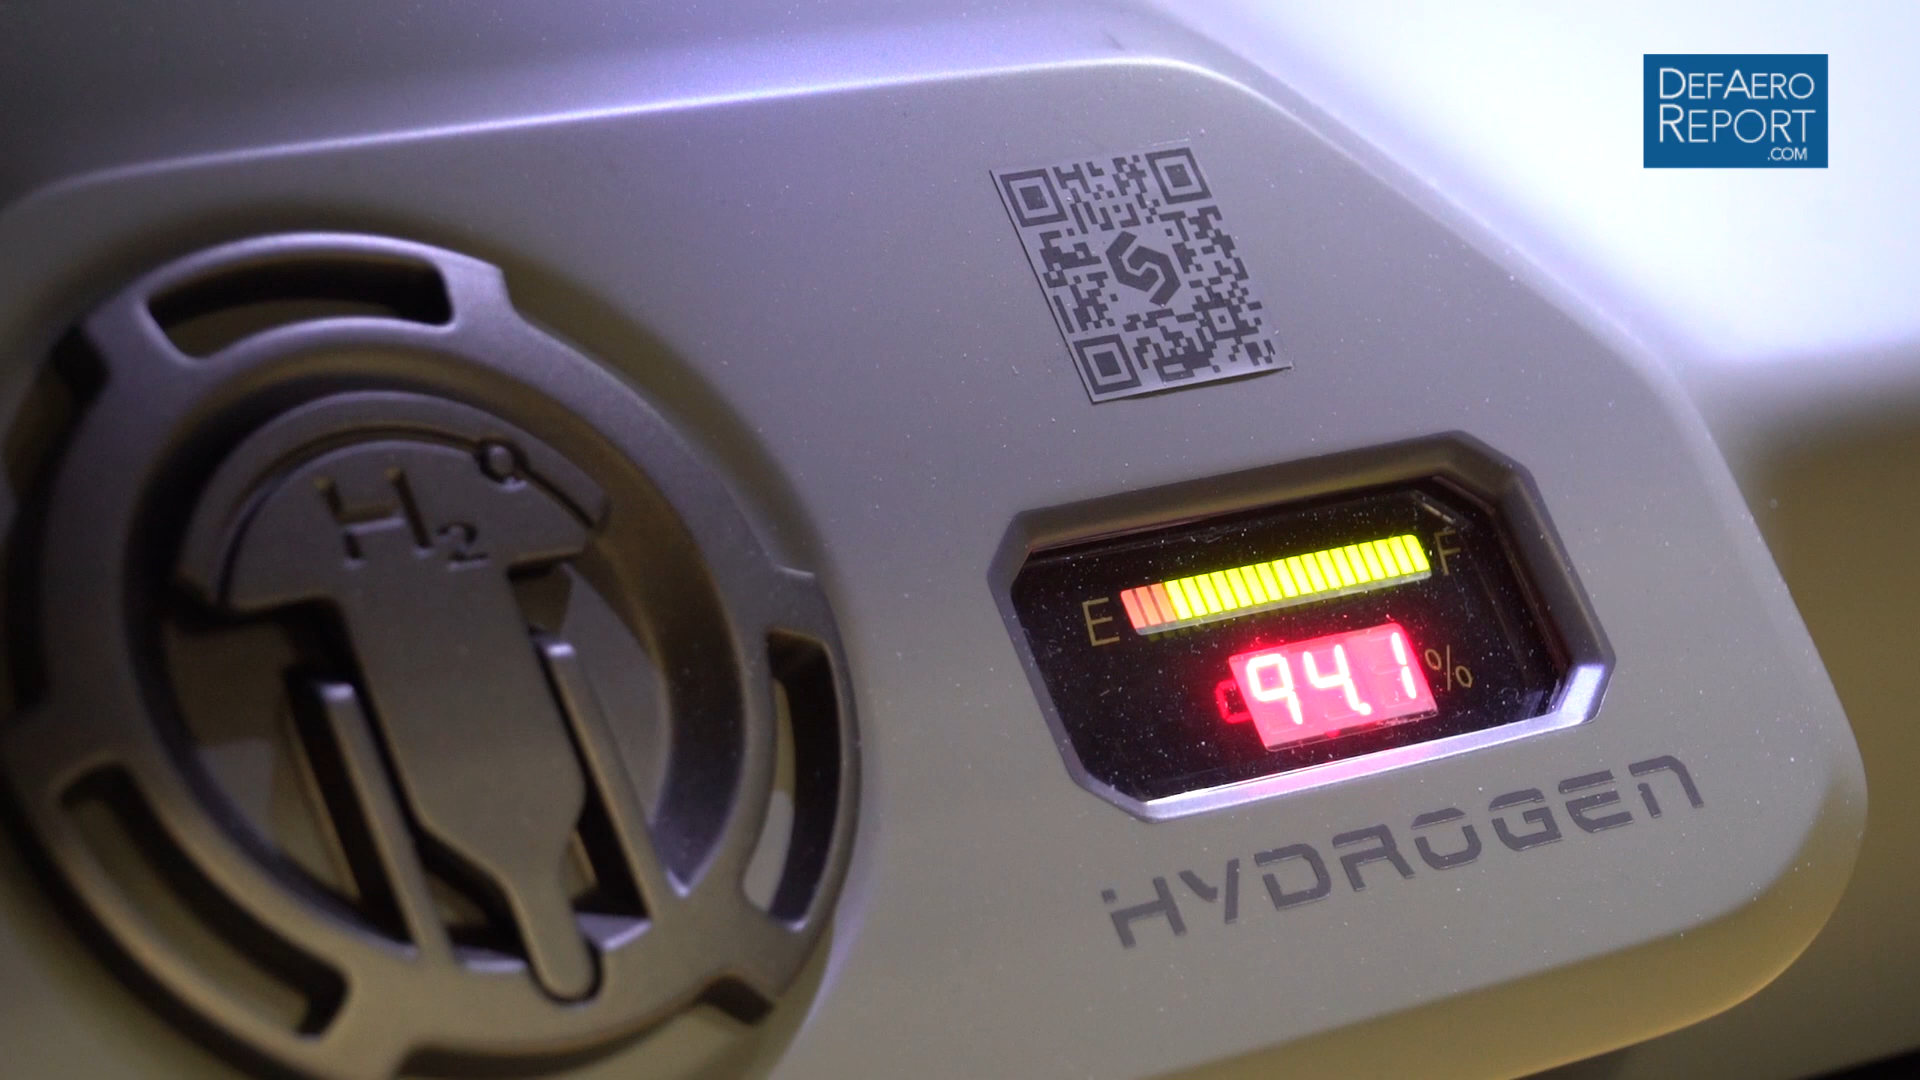 DEFAERO
REPORT
.COM
H2
E F
94.1 %
HYDROGEN